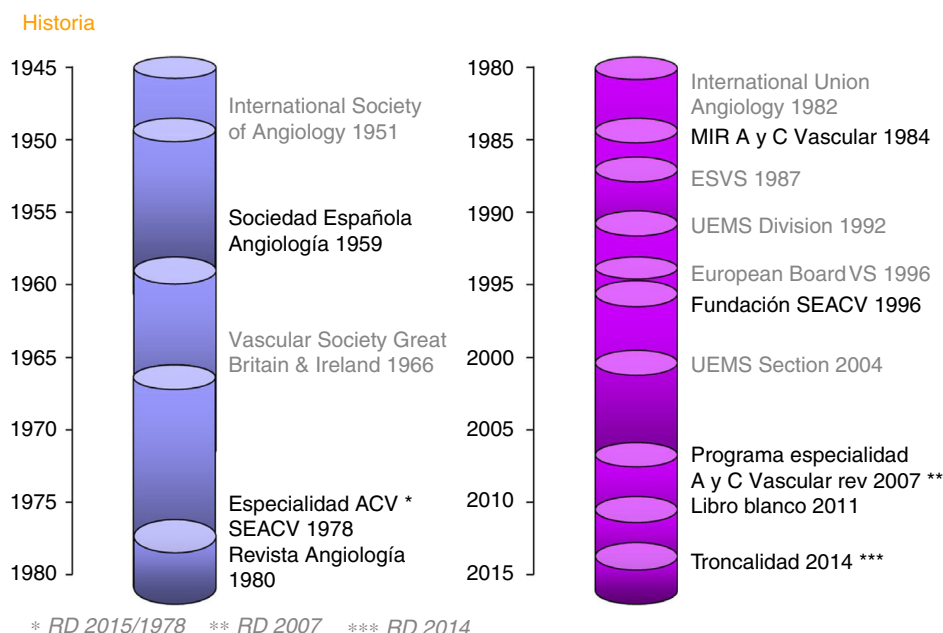 Historia
1945
1950
1955
1960
1965
1970
1975
1980
International Society
of Angiology 1951
Sociedad Española
Angiología 1959
Vascular Society Great
Britain & Ireland 1966
Especialidad ACV *
SEACV 1978
Revista Angiología
1980
1980
1985
1990
1995
2000
2005
2010
2015
International Union
Angiology 1982
MIR A y C Vascular 1984
ESVS 1987
UEMS Division 1992
European Board VS 1996
Fundación SEACV 1996
UEMS Section 2004
Programa especialidad
A y C Vascular rev 2007 **
Libro blanco 2011
Troncalidad 2014 ***
* RD 2015/1978 ** RD 2007 *** RD 2014